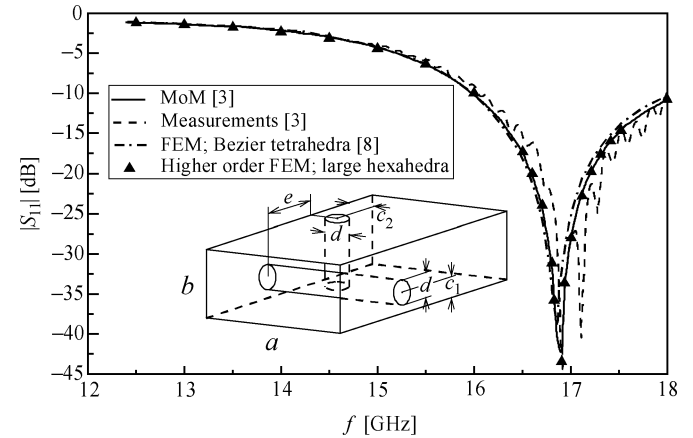 0
−5
−10
−15
−20
−25
−30
−35
−40
−45
|S11| [dB]
MoM [3]
Measurements [3]
FEM; Bezier tetrahedra [8]
Higher order FEM; large hexahedra
e
c2
d
b
d
c1
a
12
13
14
15
16
17
18
f [GHz]